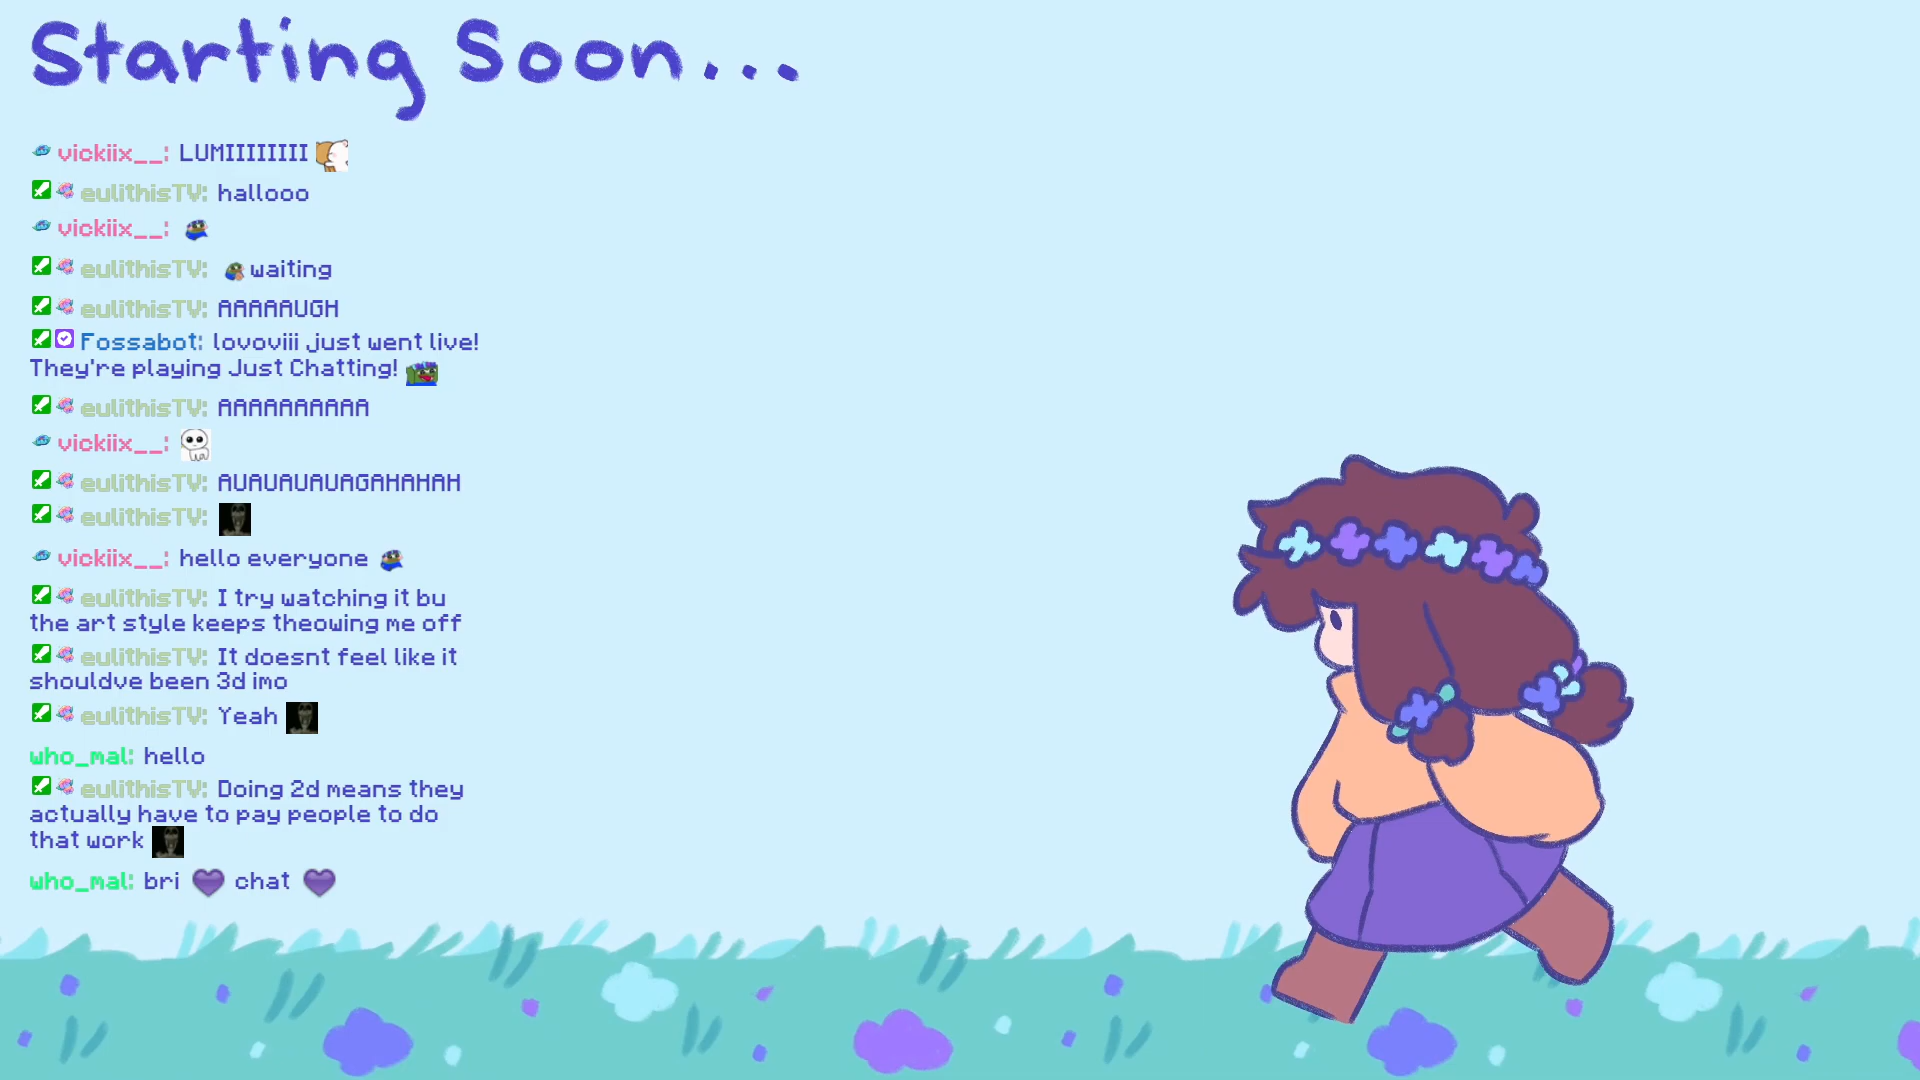 Starting Soon...
vickiix__: LUMIIIIIIII
eulithisTV: hallooo
vickiix__:
eulithisTV: waiting
eulithisTV: AAAAAUGH
Fossabot: lovoviii just went live!
They're playing Just Chatting!
eulithisTV: AAAAAAAAAA
vickiix__:
eulithisTV: AUAUAUAUAGAHAHAH
eulithisTV:
vickiix__: hello everyone
eulithisTV: I try watching it bu
the art style keeps theowing me off
eulithisTV: It doesnt feel like it
shouldve been 3d imo
eulithisTV: Yeah
who_mal: hello
eulithisTV: Doing 2d means they
actually have to pay people to do
that work
who_mal: bri 💜 chat 💜